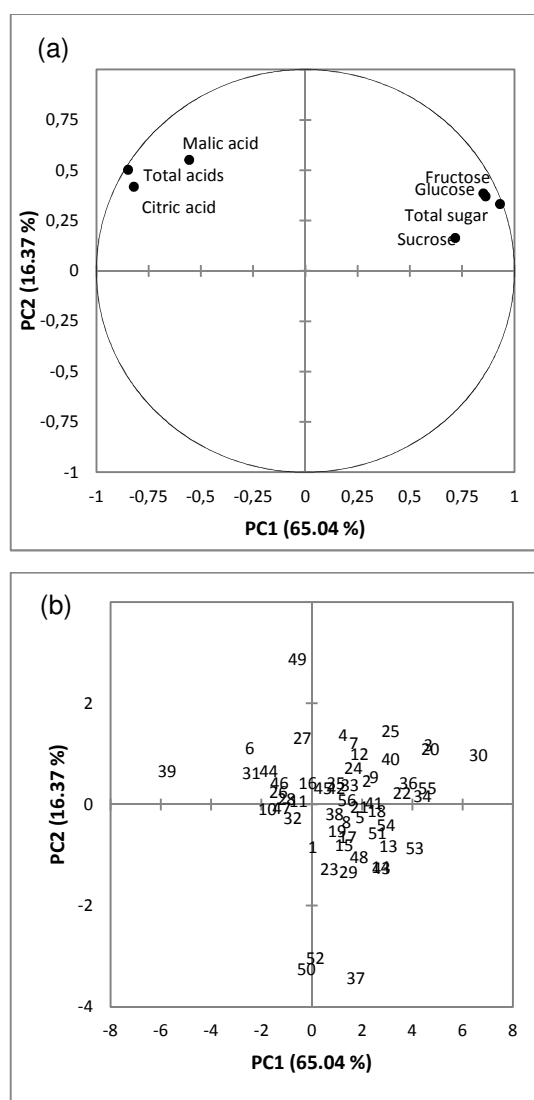 (a)
0,75
0,5
0,25
0
-0,25
-0,5
-0,75
-1
PC2 (16.37 %)
Malic acid
Total acids
Citric acid
Fructose
Glucose
Total sugar
Sucrose
-1 -0,75 -0,5 -0,25 0 0,25 0,5 0,75 1
PC1 (65.04 %)
(b)
2
0
-2
-4
PC2 (16.37 %)
49
27 4 7 25
6 12 3 20
39 31 44 24 40 30
46 16 35 33 2 9 36
26 45 42 22 55
28 11 56 41 34
10 47 32 38 21 18
8 5 54
19 17 51
1 15 13 53
48
23 29 14
52
50 37
-8 -6 -4 -2 0 2 4 6 8
PC1 (65.04 %)